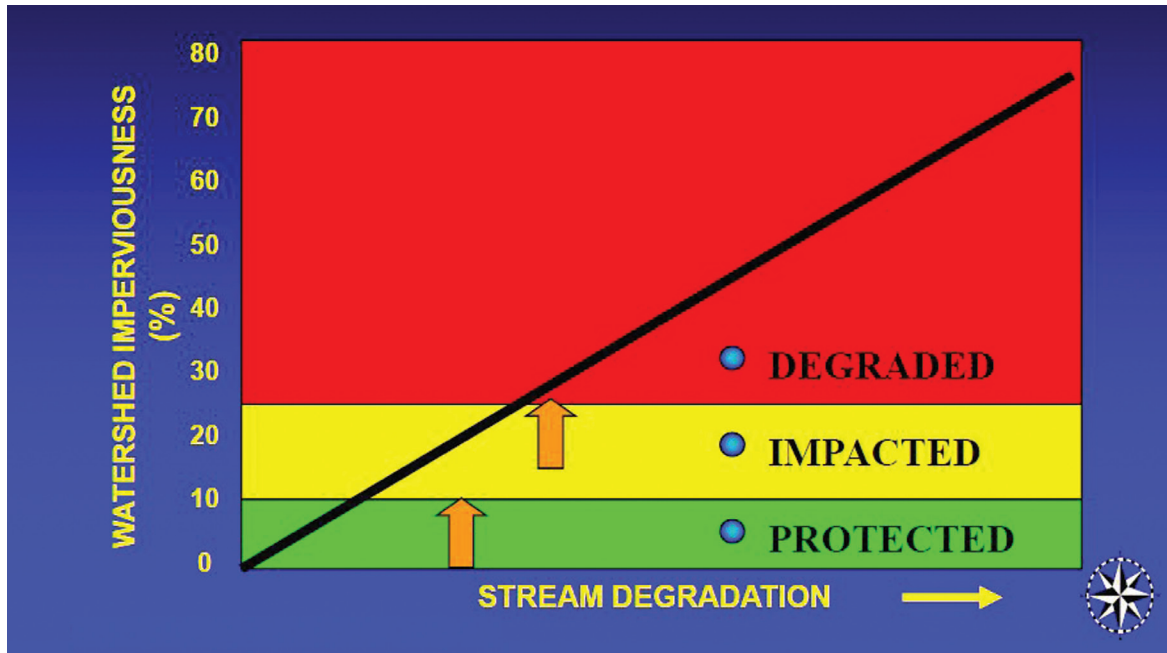 WATERSHED IMPERVIOUSNESS
(%)
80
70
60
50
40
30
20
10
0
DEGRADED
IMPACTED
PROTECTED
STREAM DEGRADATION